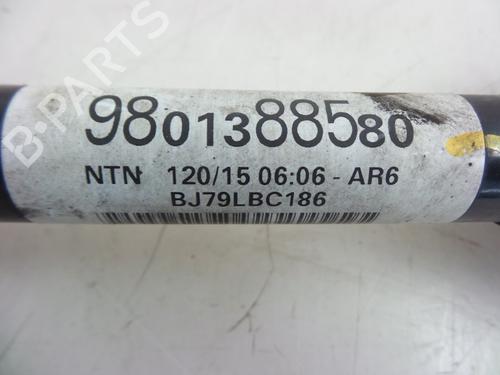 B-PARTS
9801388580
NTN 120/15 06:06 - AR6
BJ79LBC186